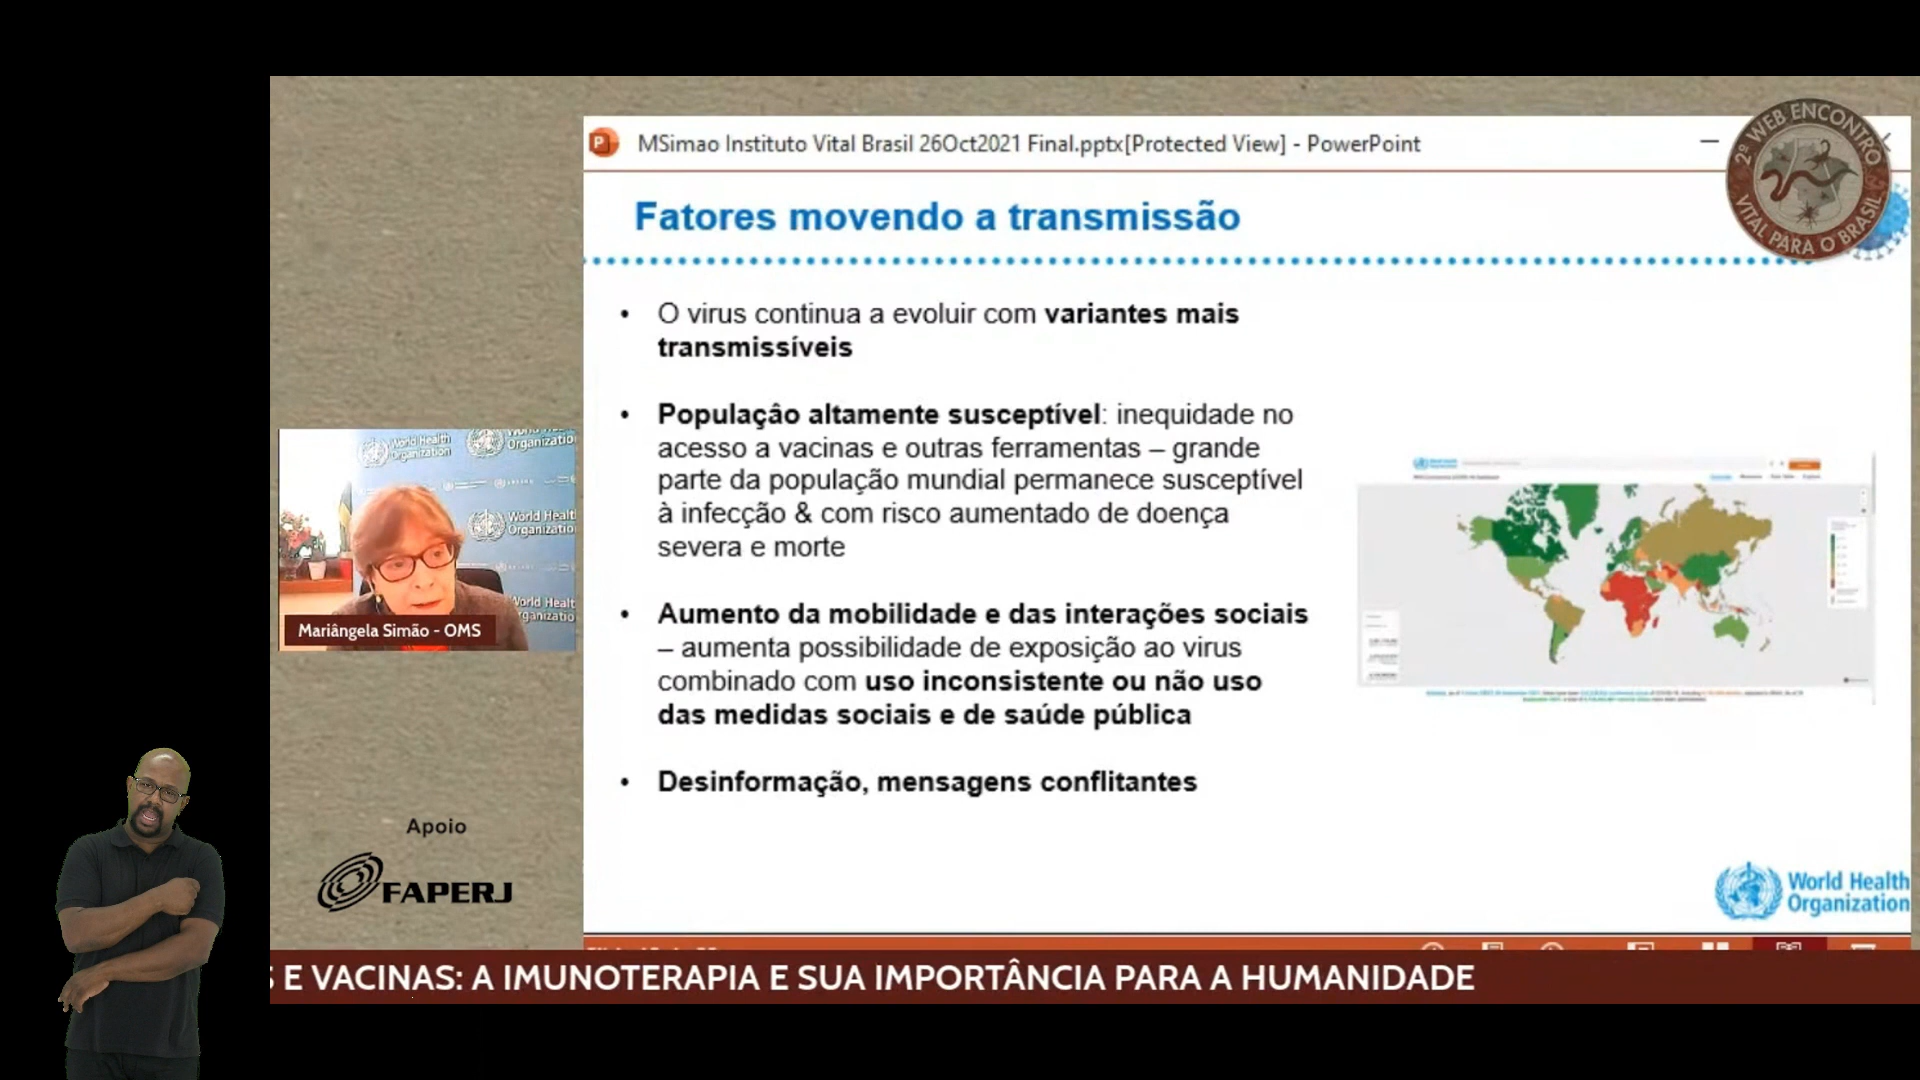 MSimao Instituto Vital Brasil 26Oct2021 Final.pptx[Protected View] - PowerPoint
2º WEB ENCONTRO
VITAL PARA O BRASIL
Fatores movendo a transmissão
• O virus continua a evoluir com variantes mais
transmissíveis
• Populaçâo altamente susceptível: inequidade no
acesso a vacinas e outras ferramentas – grande
parte da população mundial permanece susceptível
à infecção & com risco aumentado de doença
severa e morte
• Aumento da mobilidade e das interações sociais
– aumenta possibilidade de exposição ao virus
combinado com uso inconsistente ou não uso
das medidas sociais e de saúde pública
• Desinformação, mensagens conflitantes
World Health
Organization
World Health
Organization
Mariângela Simão - OMS
Apoio
FAPERJ
E VACINAS: A IMUNOTERAPIA E SUA IMPORTÂNCIA PARA A HUMANIDADE